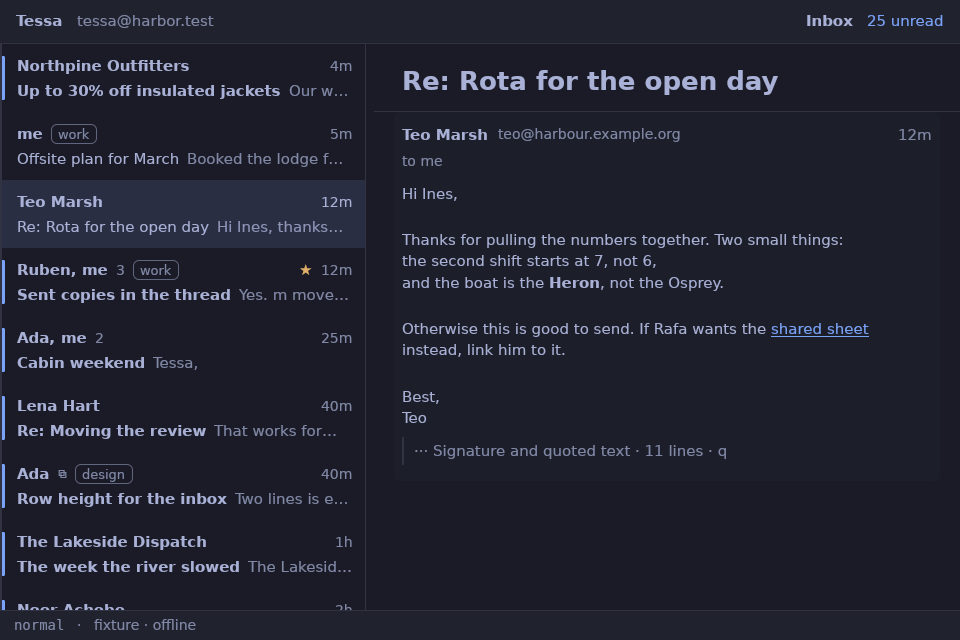 Tessa tessa@harbor.test
Inbox 25 unread
Northpine Outfitters 4m
Up to 30% off insulated jackets Our w…
me work 5m
Offsite plan for March Booked the lodge f…
Teo Marsh 12m
Re: Rota for the open day Hi Ines, thanks…
Ruben, me 3 work ★ 12m
Sent copies in the thread Yes. m move…
Ada, me 2 25m
Cabin weekend Tessa,
Lena Hart 40m
Re: Moving the review That works for…
Ada design 40m
Row height for the inbox Two lines is e…
The Lakeside Dispatch 1h
The week the river slowed The Lakesid…
Noor Achebe 2h
Re: Rota for the open day
Teo Marsh teo@harbour.example.org 12m
to me
Hi Ines,
Thanks for pulling the numbers together. Two small things:
the second shift starts at 7, not 6,
and the boat is the Heron, not the Osprey.
Otherwise this is good to send. If Rafa wants the shared sheet
instead, link him to it.
Best,
Teo
··· Signature and quoted text · 11 lines · q
normal · fixture · offline